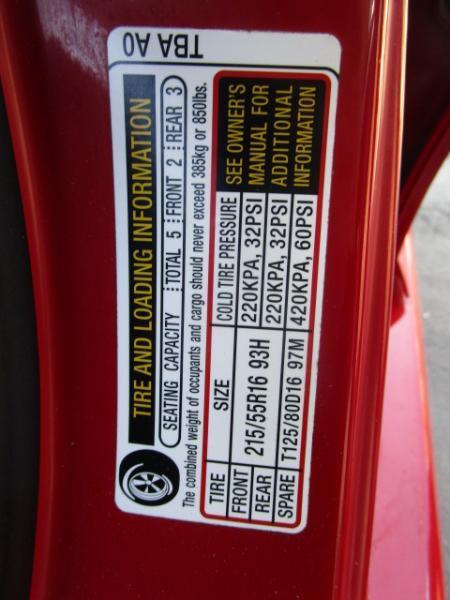 TBA A0
TIRE AND LOADING INFORMATION
SEATING CAPACITY TOTAL 5 FRONT 2 REAR 3
The combined weight of occupants and cargo should never exceed 385kg or 850lbs.
TIRE SIZE COLD TIRE PRESSURE
FRONT 215/55R16 93H 220KPA, 32PSI
REAR 220KPA, 32PSI
SPARE T125/80D16 97M 420KPA, 60PSI
SEE OWNER'S
MANUAL FOR
ADDITIONAL
INFORMATION